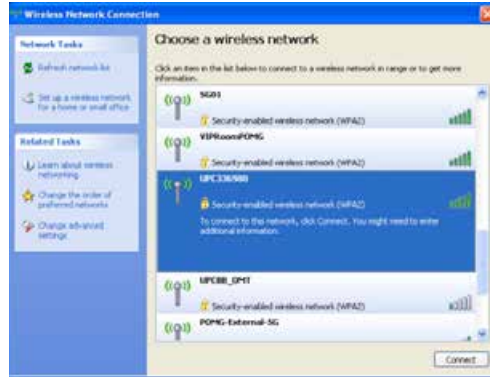 Wireless Network Connection
Network Tasks
Refresh network list
Set up a wireless network
for a home or small office
Related Tasks
Learn about wireless
networking
Change the order of
preferred networks
Change advanced
settings
Choose a wireless network
Click an item in the list below to connect to a wireless network in range or to get more
information.
SG01
Security-enabled wireless network (WPA2)
VIPRoomPOMG
Security-enabled wireless network (WPA2)
Security-enabled wireless network (WPA2)
To connect to this network, click Connect. You might need to enter
additional information.
Security-enabled wireless network (WPA2)
POMG-External-5G
Connect